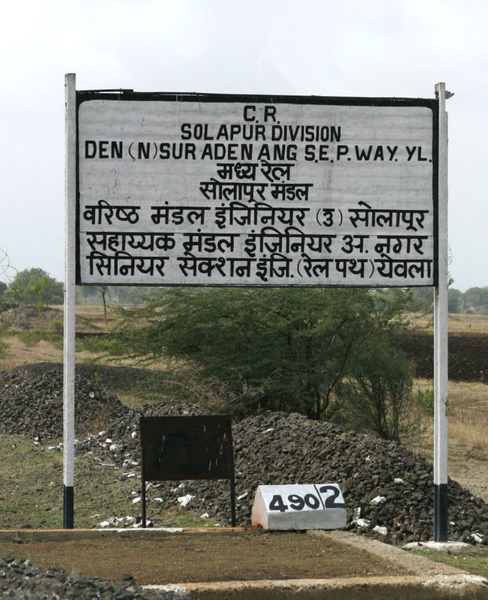 C.R.
SOLAPUR DIVISION
DEN (N) SUR ADEN ANG S.E.P.WAY. YL.
मध्य रेल
सोलापूर मंडल
वरिष्ठ मंडल इंजिनियर (उ) सोलापूर
सहाय्यक मंडल इंजिनियर अ. नगर
सिनियर सेक्शन इंजि. (रेल पथ) येवला
490 2